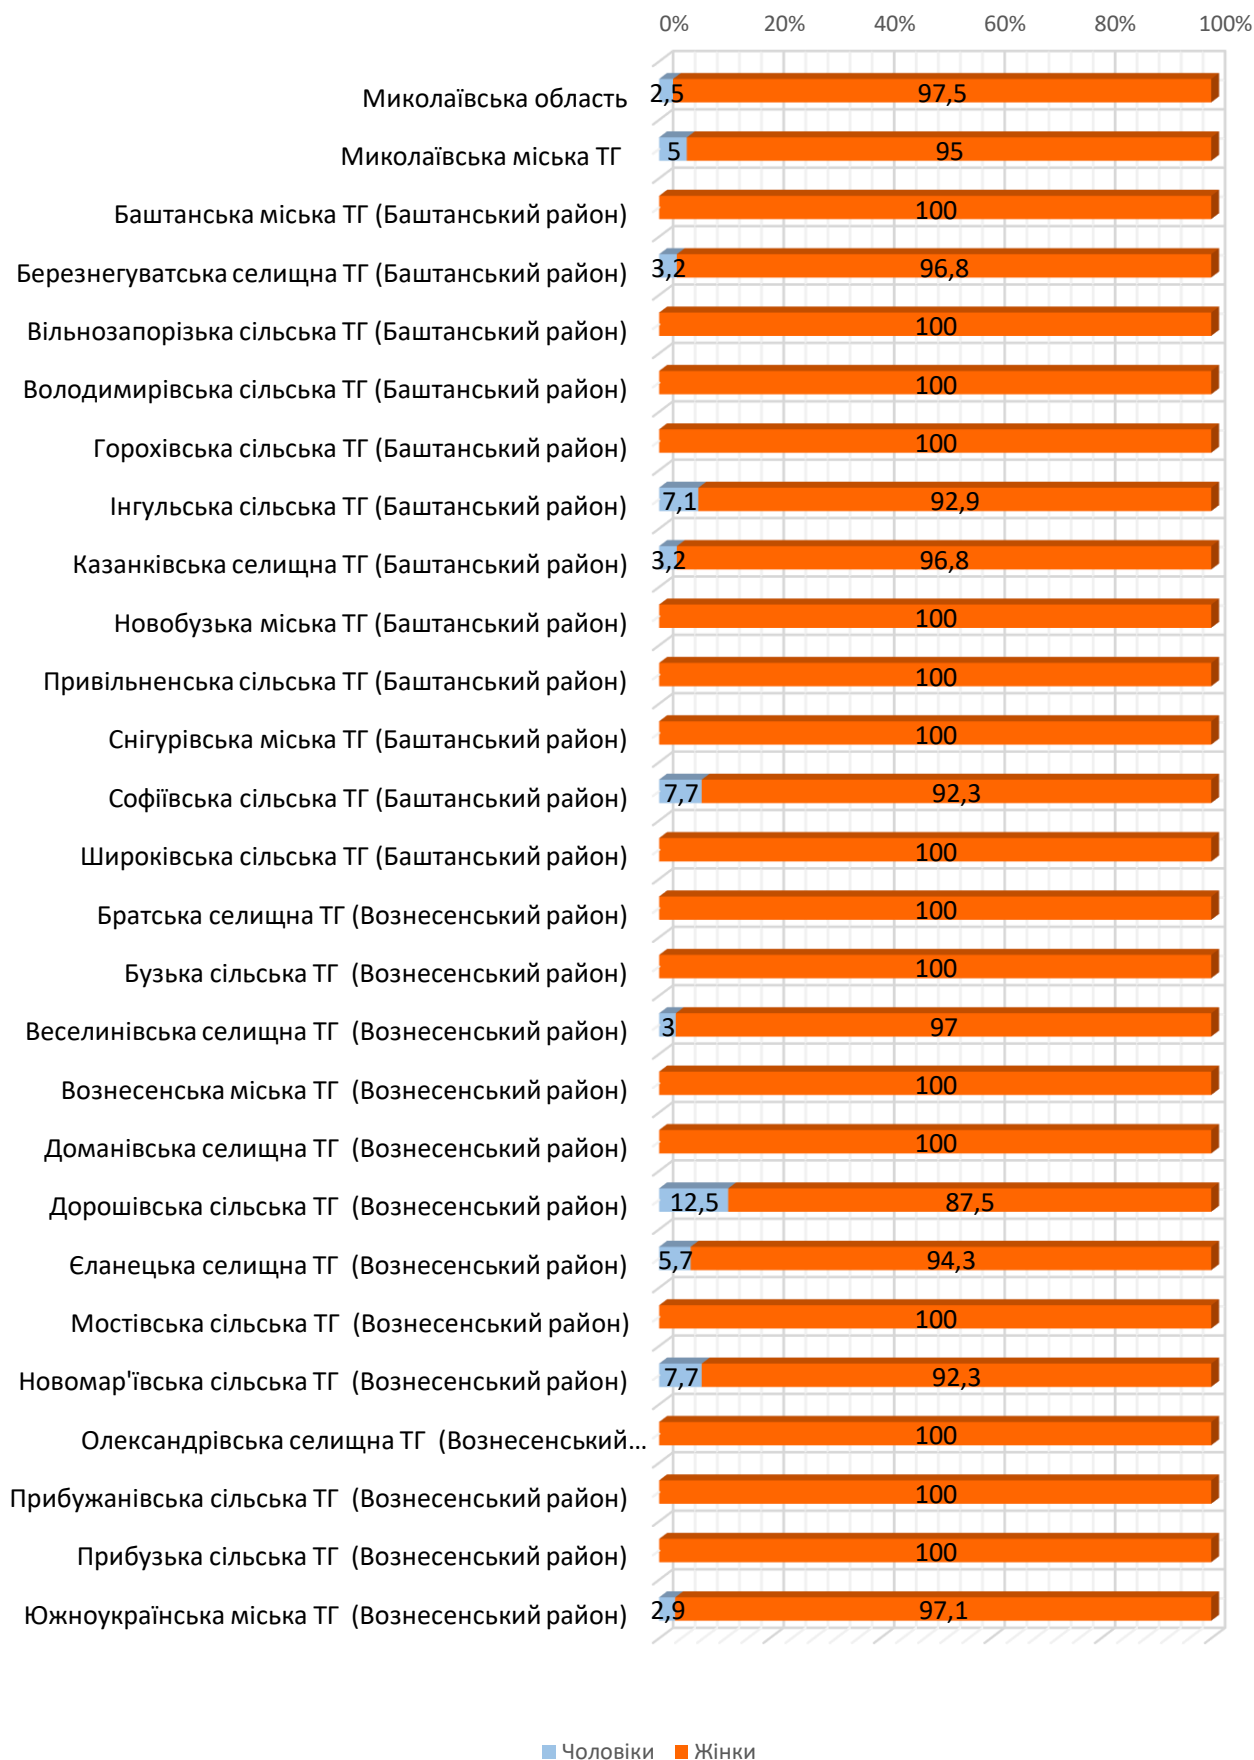 0% 20% 40% 60% 80% 100%
Миколаївська область 2,5 97,5
Миколаївська міська ТГ 5 95
Баштанська міська ТГ (Баштанський район) 100
Березнегуватська селищна ТГ (Баштанський район) 3,2 96,8
Вільнозапорізька сільська ТГ (Баштанський район) 100
Володимирівська сільська ТГ (Баштанський район) 100
Горохівська сільська ТГ (Баштанський район) 100
Інгульська сільська ТГ (Баштанський район) 7,1 92,9
Казанківська селищна ТГ (Баштанський район) 3,2 96,8
Новобузька міська ТГ (Баштанський район) 100
Привільненська сільська ТГ (Баштанський район) 100
Снігурівська міська ТГ (Баштанський район) 100
Софіївська сільська ТГ (Баштанський район) 7,7 92,3
Широківська сільська ТГ (Баштанський район) 100
Братська селищна ТГ (Вознесенський район) 100
Бузька сільська ТГ (Вознесенський район) 100
Веселинівська селищна ТГ (Вознесенський район) 3 97
Вознесенська міська ТГ (Вознесенський район) 100
Доманівська селищна ТГ (Вознесенський район) 100
Дорошівська сільська ТГ (Вознесенський район) 12,5 87,5
Єланецька селищна ТГ (Вознесенський район) 5,7 94,3
Мостівська сільська ТГ (Вознесенський район) 100
Новомар'ївська сільська ТГ (Вознесенський район) 7,7 92,3
Олександрівська селищна ТГ (Вознесенський... 100
Прибужанівська сільська ТГ (Вознесенський район) 100
Прибузька сільська ТГ (Вознесенський район) 100
Южноукраїнська міська ТГ (Вознесенський район) 2,9 97,1
Чоловіки Жінки